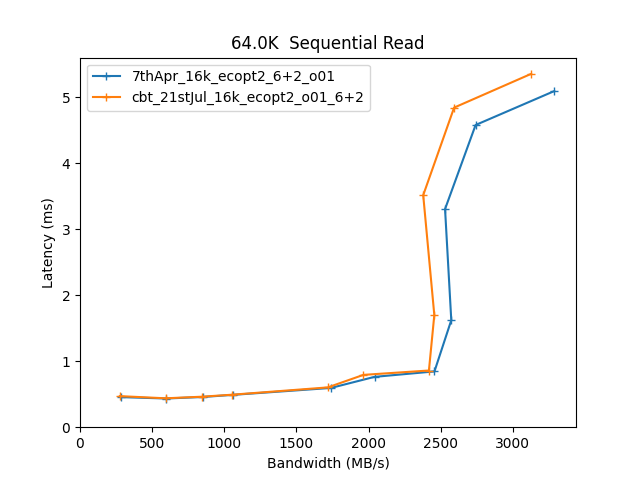 64.0K  Sequential Read
7thApr_16k_ecopt2_6+2_o01
cbt_21stJul_16k_ecopt2_o01_6+2
5
4
3
2
1
0
Latency (ms)
0 500 1000 1500 2000 2500 3000
Bandwidth (MB/s)